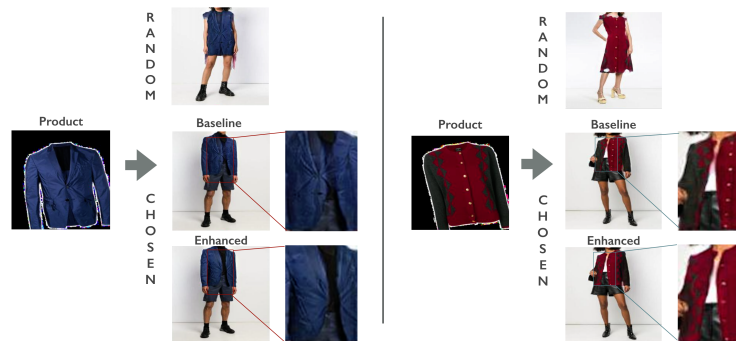 RANDOM
Product
Baseline
CHOSEN
Enhanced
RANDOM
Product
Baseline
CHOSEN
Enhanced